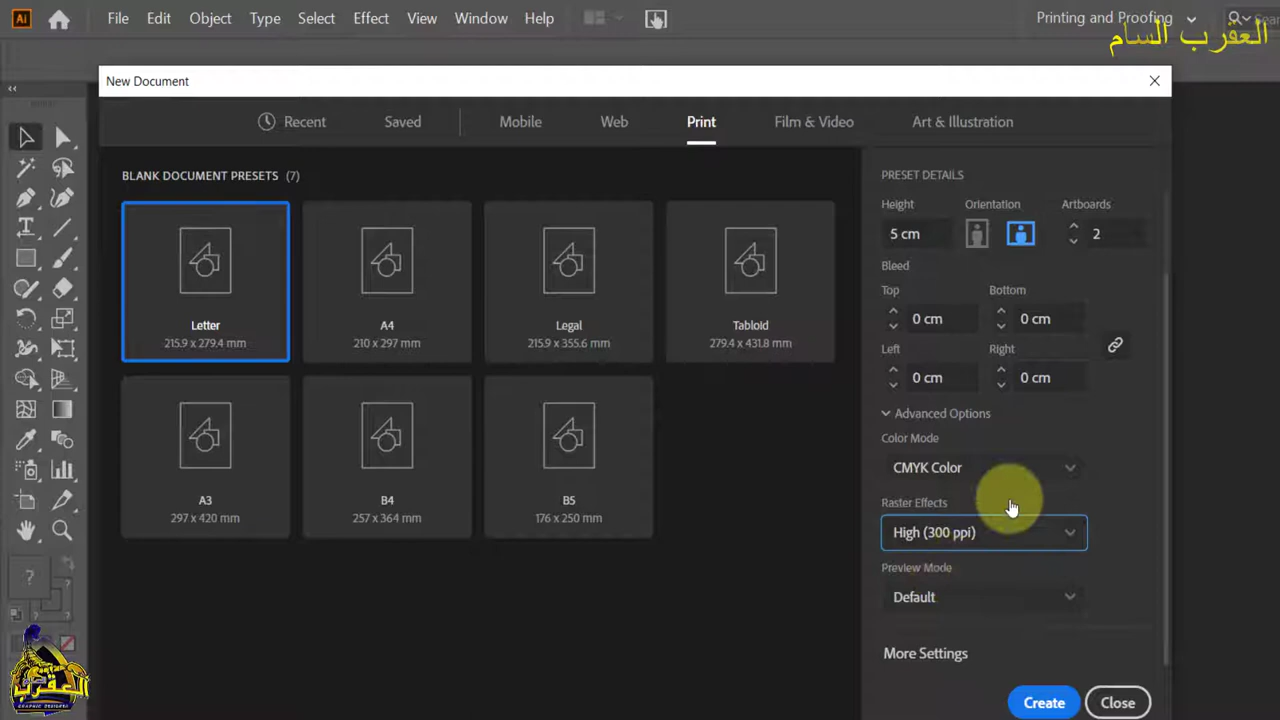 Ai File Edit Object Type Select Effect View Window Help Printing and Proofing
العقرب السام
New Document
Recent Saved Mobile Web Print Film & Video Art & Illustration
BLANK DOCUMENT PRESETS (7)
Letter
215.9 x 279.4 mm
A4
210 x 297 mm
Legal
215.9 x 355.6 mm
Tabloid
279.4 x 431.8 mm
A3
297 x 420 mm
B4
257 x 364 mm
B5
176 x 250 mm
PRESET DETAILS
Height Orientation Artboards
5 cm 2
Bleed
Top Bottom
0 cm 0 cm
Left Right
0 cm 0 cm
Advanced Options
Color Mode
CMYK Color
Raster Effects
High (300 ppi)
Preview Mode
Default
More Settings
Create Close
العقرب
GRAPHIC DESIGNER